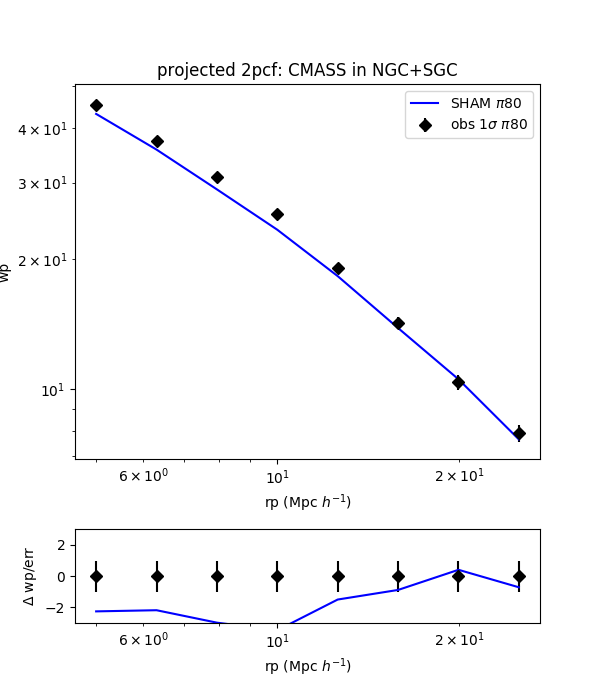 projected 2pcf: CMASS in NGC+SGC
SHAM π80
obs 1σ π80
4 × 10¹
3 × 10¹
2 × 10¹
10¹
wp
6 × 10⁰
10¹
2 × 10¹
rp (Mpc h⁻¹)
2
0
−2
Δ wp/err
6 × 10⁰
10¹
2 × 10¹
rp (Mpc h⁻¹)